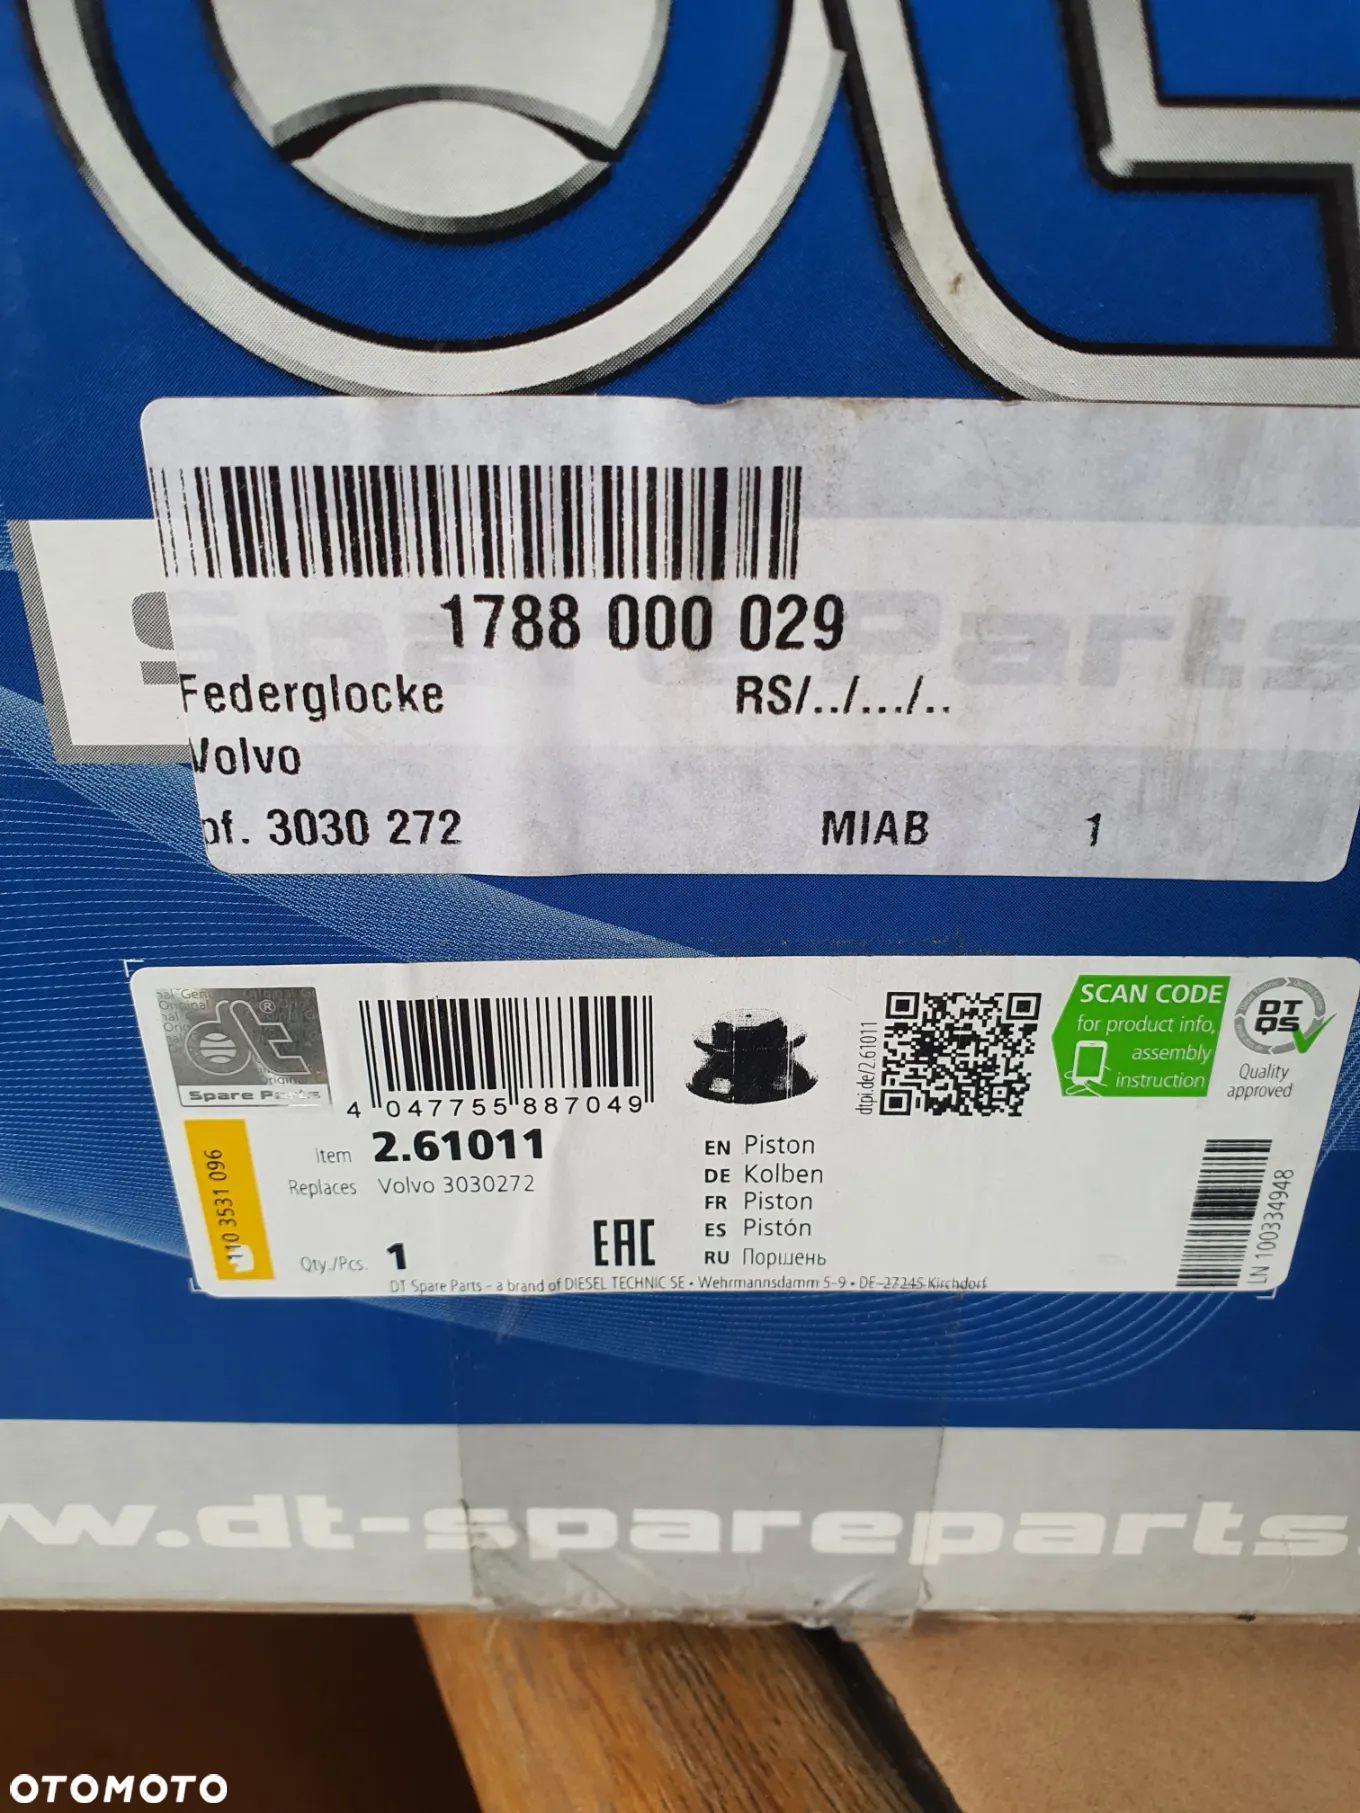 Spare Parts
1788 000 029
Federglocke RS/../.../..
Volvo
pf. 3030 272 MIAB 1
Spare Parts
4 047755 887049
dtpi.de/2.61011
SCAN CODE
for product info,
assembly
instruction
DT
QS
Quality
approved
110 3531 096
Item 2.61011
Replaces Volvo 3030272
Qty./Pcs. 1
EAC
EN Piston
DE Kolben
FR Piston
ES Pistón
RU Поршень
LN 100334948
DT Spare Parts – a brand of DIESEL TECHNIC SE • Wehrmannsdamm 5-9 • DE-27245 Kirchdorf
w.dt-spareparts.
OTOMOTO